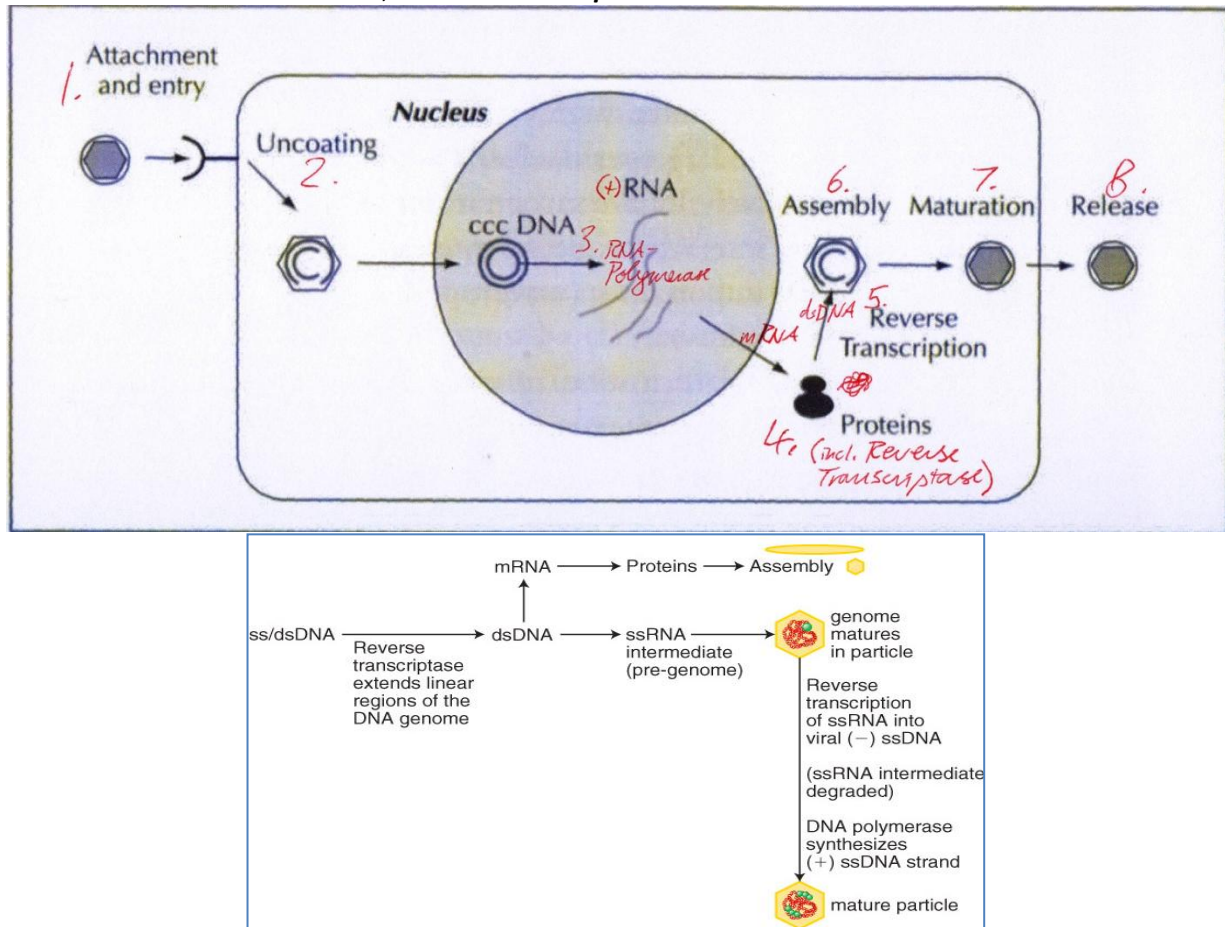 1. Attachment
and entry
Nucleus
Uncoating
2.
(+)RNA
ccc DNA
3. RNA-
Polymerase
6.
Assembly
7.
Maturation
8.
Release
mRNA
dsDNA 5.
Reverse
Transcription
Proteins
4. (incl. Reverse
Transcriptase)
mRNA
Proteins
Assembly
ss/dsDNA
Reverse
transcriptase
extends linear
regions of the
DNA genome
dsDNA
ssRNA
intermediate
(pre-genome)
genome
matures
in particle
Reverse
transcription
of ssRNA into
viral (−) ssDNA
(ssRNA intermediate
degraded)
DNA polymerase
synthesizes
(+) ssDNA strand
mature particle